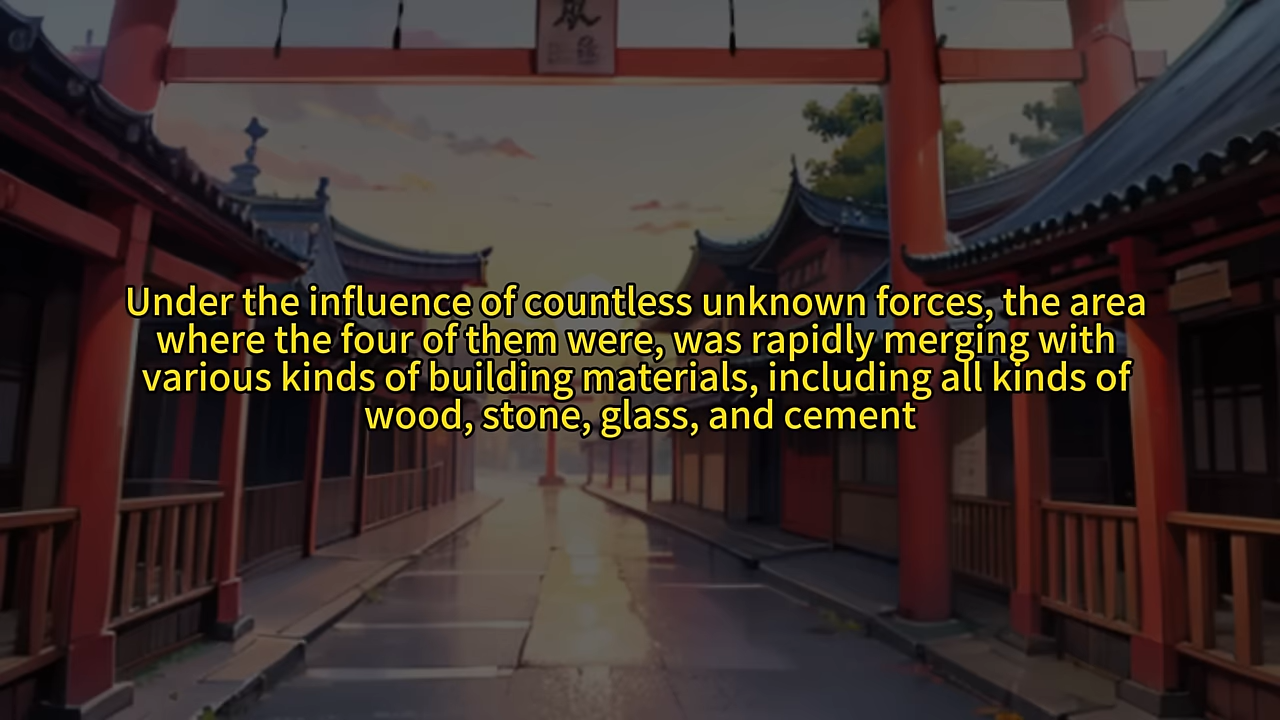 Under the influence of countless unknown forces, the area
where the four of them were, was rapidly merging with
various kinds of building materials, including all kinds of
wood, stone, glass, and cement